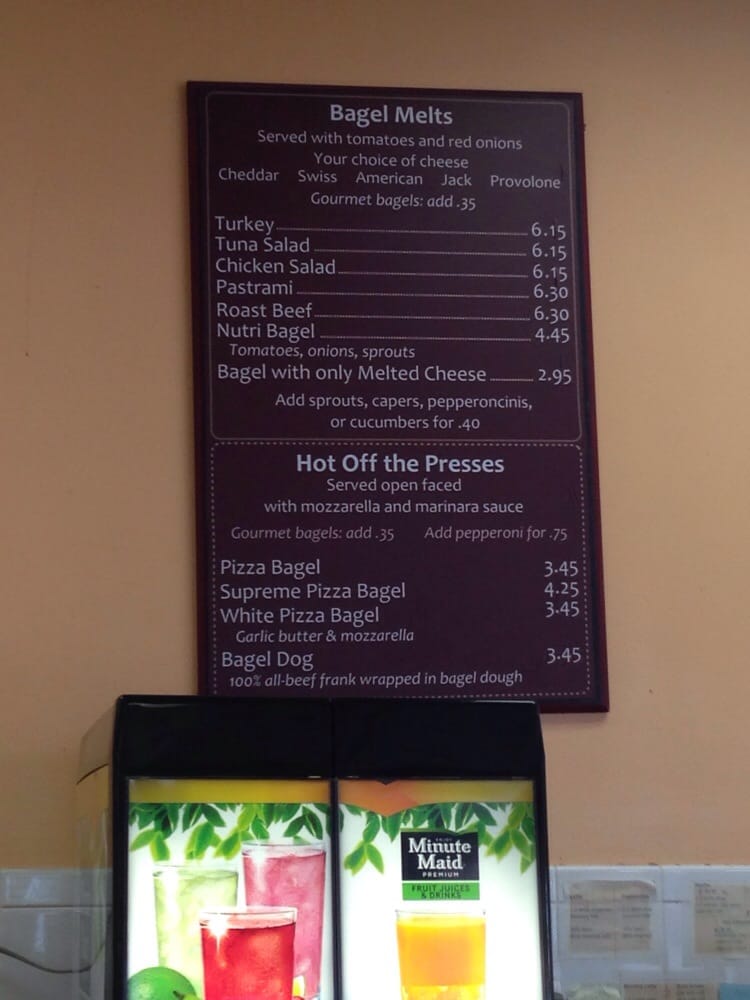 Bagel Melts
Served with tomatoes and red onions
Your choice of cheese
Cheddar Swiss American Jack Provolone
Gourmet bagels: add .35
Turkey 6.15
Tuna Salad 6.15
Chicken Salad 6.15
Pastrami 6.30
Roast Beef 6.30
Nutri Bagel 4.45
Tomatoes, onions, sprouts
Bagel with only Melted Cheese 2.95
Add sprouts, capers, pepperoncinis,
or cucumbers for .40
Hot Off the Presses
Served open faced
with mozzarella and marinara sauce
Gourmet bagels: add .35 Add pepperoni for .75
Pizza Bagel 3.45
Supreme Pizza Bagel 4.25
White Pizza Bagel 3.45
Garlic butter & mozzarella
Bagel Dog 3.45
100% all-beef frank wrapped in bagel dough
Minute
Maid
PREMIUM
FRUIT JUICES
& DRINKS